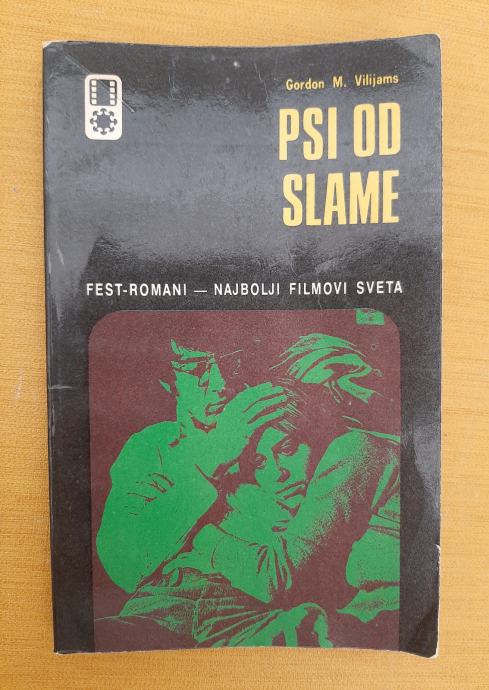 Gordon M. Vilijams
PSI OD
SLAME
FEST-ROMANI — NAJBOLJI FILMOVI SVETA